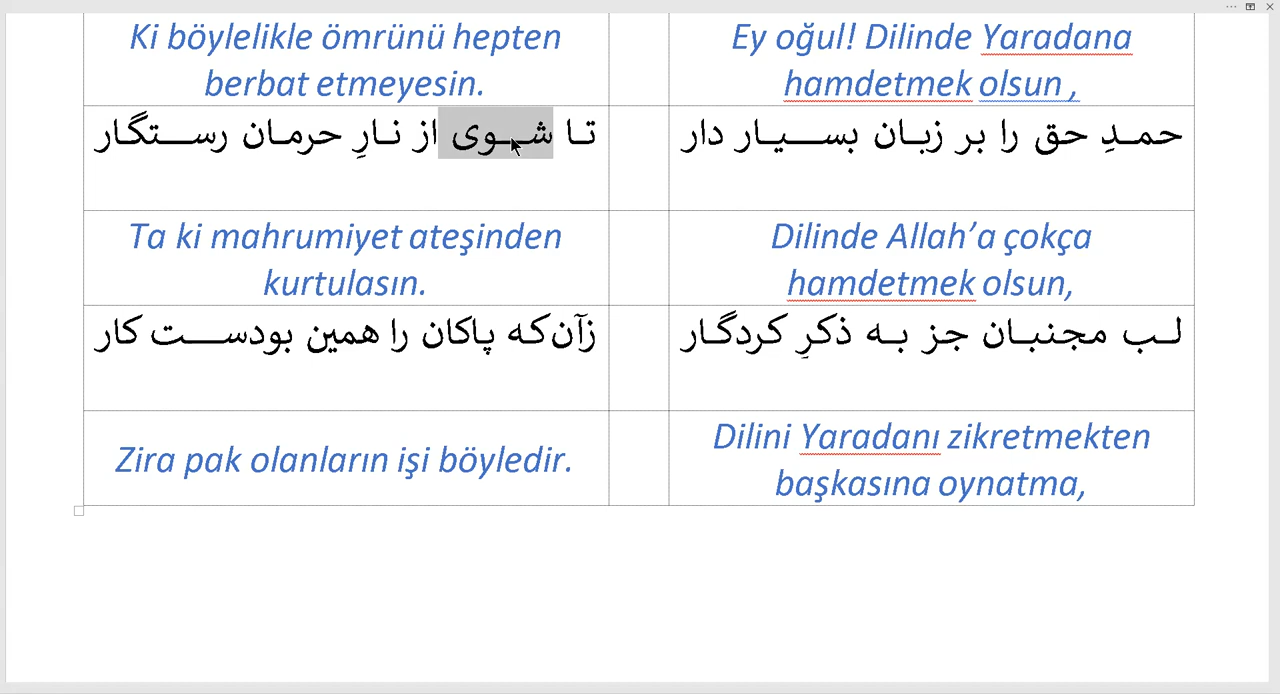 Ey oğul! Dilinde Yaradana
hamdetmek olsun ,
Ki böylelikle ömrünü hepten
berbat etmeyesin.
حمدِ حق را بر زبان بسیار دار
تا شوی از نارِ حرمان رستگار
Dilinde Allah’a çokça
hamdetmek olsun,
Ta ki mahrumiyet ateşinden
kurtulasın.
لب مجنبان جز به ذکرِ کردگار
زآن‌که پاکان را همین بودست کار
Dilini Yaradanı zikretmekten
başkasına oynatma,
Zira pak olanların işi böyledir.